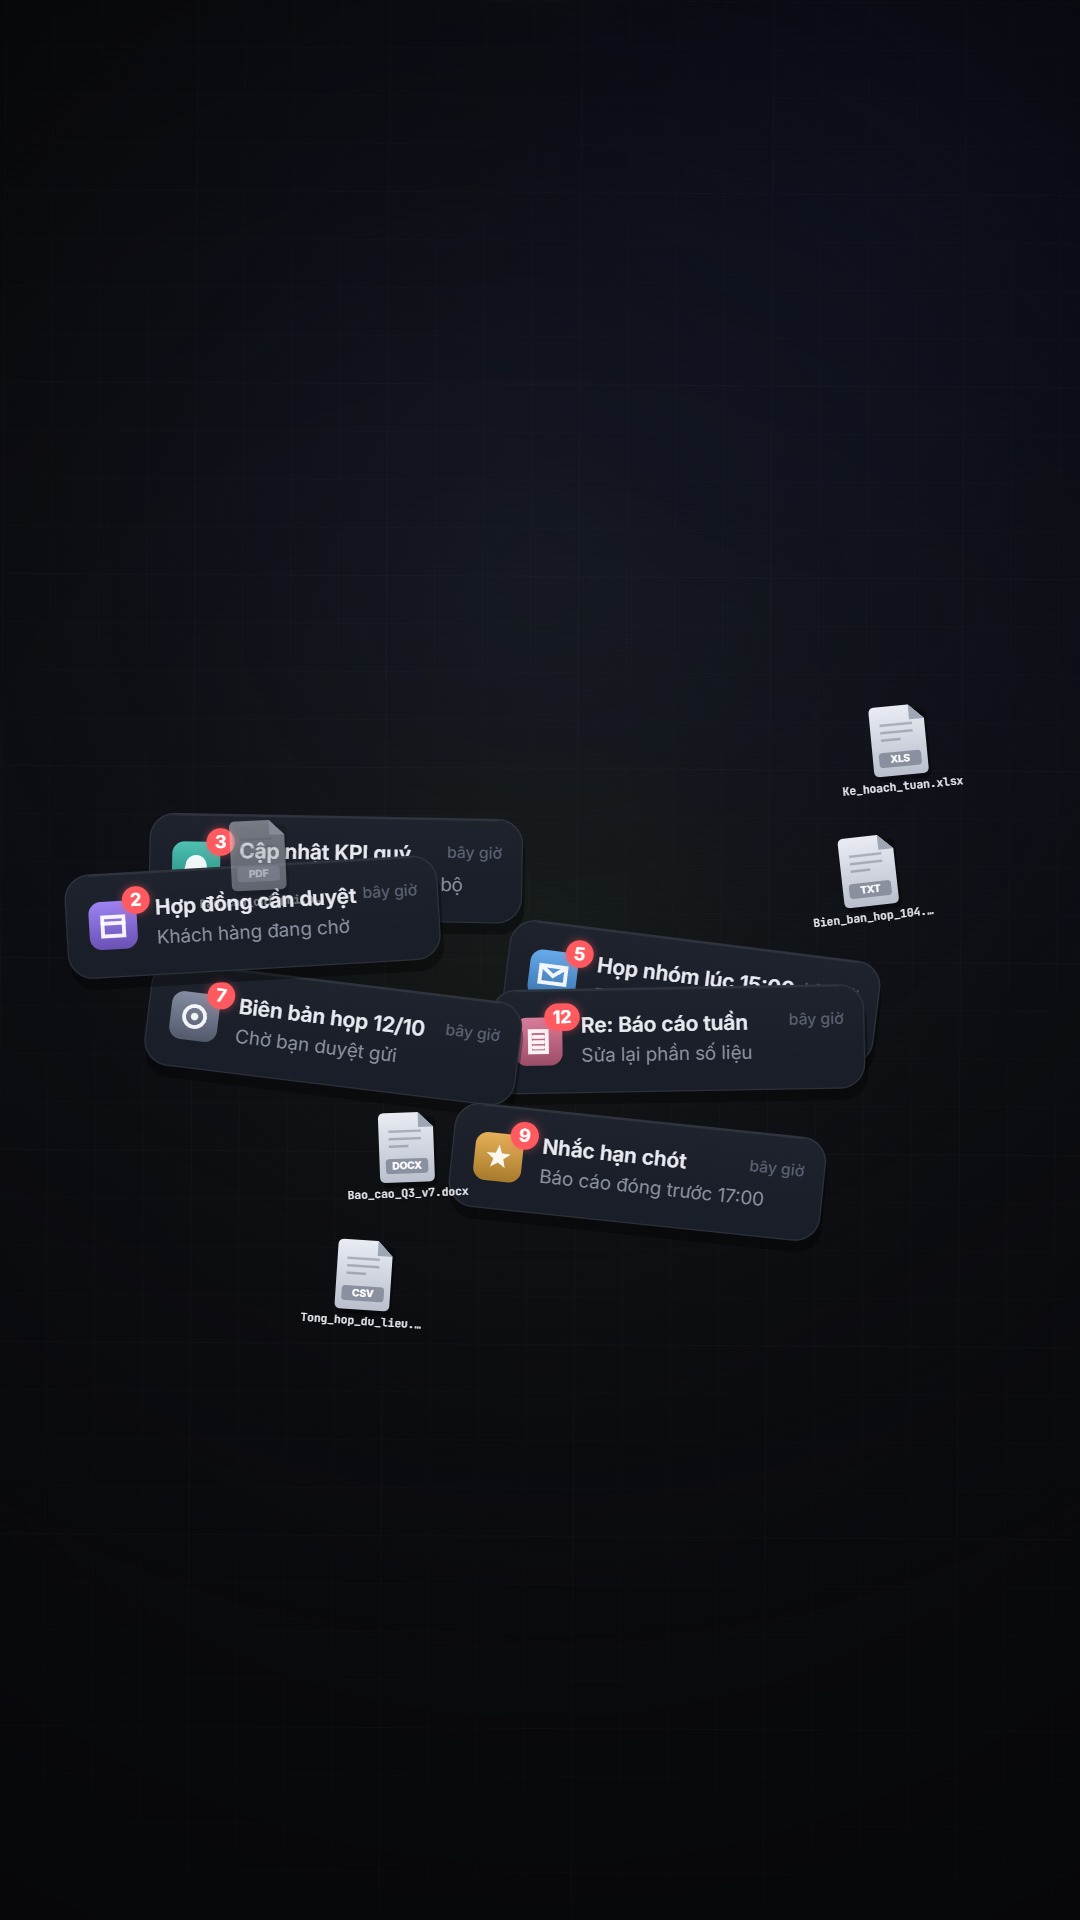 XLS
Ke_hoach_tuan.xlsx
TXT
Bien_ban_hop_104.…
3
Cập nhật KPI quý
bây giờ
bộ
PDF
2
Hợp đồng cần duyệt
bây giờ
Khách hàng đang chờ
5
Họp nhóm lúc 15:00
7
Biên bản họp 12/10
bây giờ
Chờ bạn duyệt gửi
12
Re: Báo cáo tuần
bây giờ
Sửa lại phần số liệu
9
Nhắc hạn chót
bây giờ
Báo cáo đóng trước 17:00
DOCX
Bao_cao_Q3_v7.docx
CSV
Tong_hop_du_lieu.…